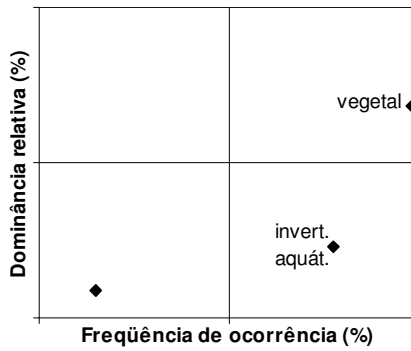 Dominância relativa (%)
vegetal
invert.
aquát.
Freqüência de ocorrência (%)